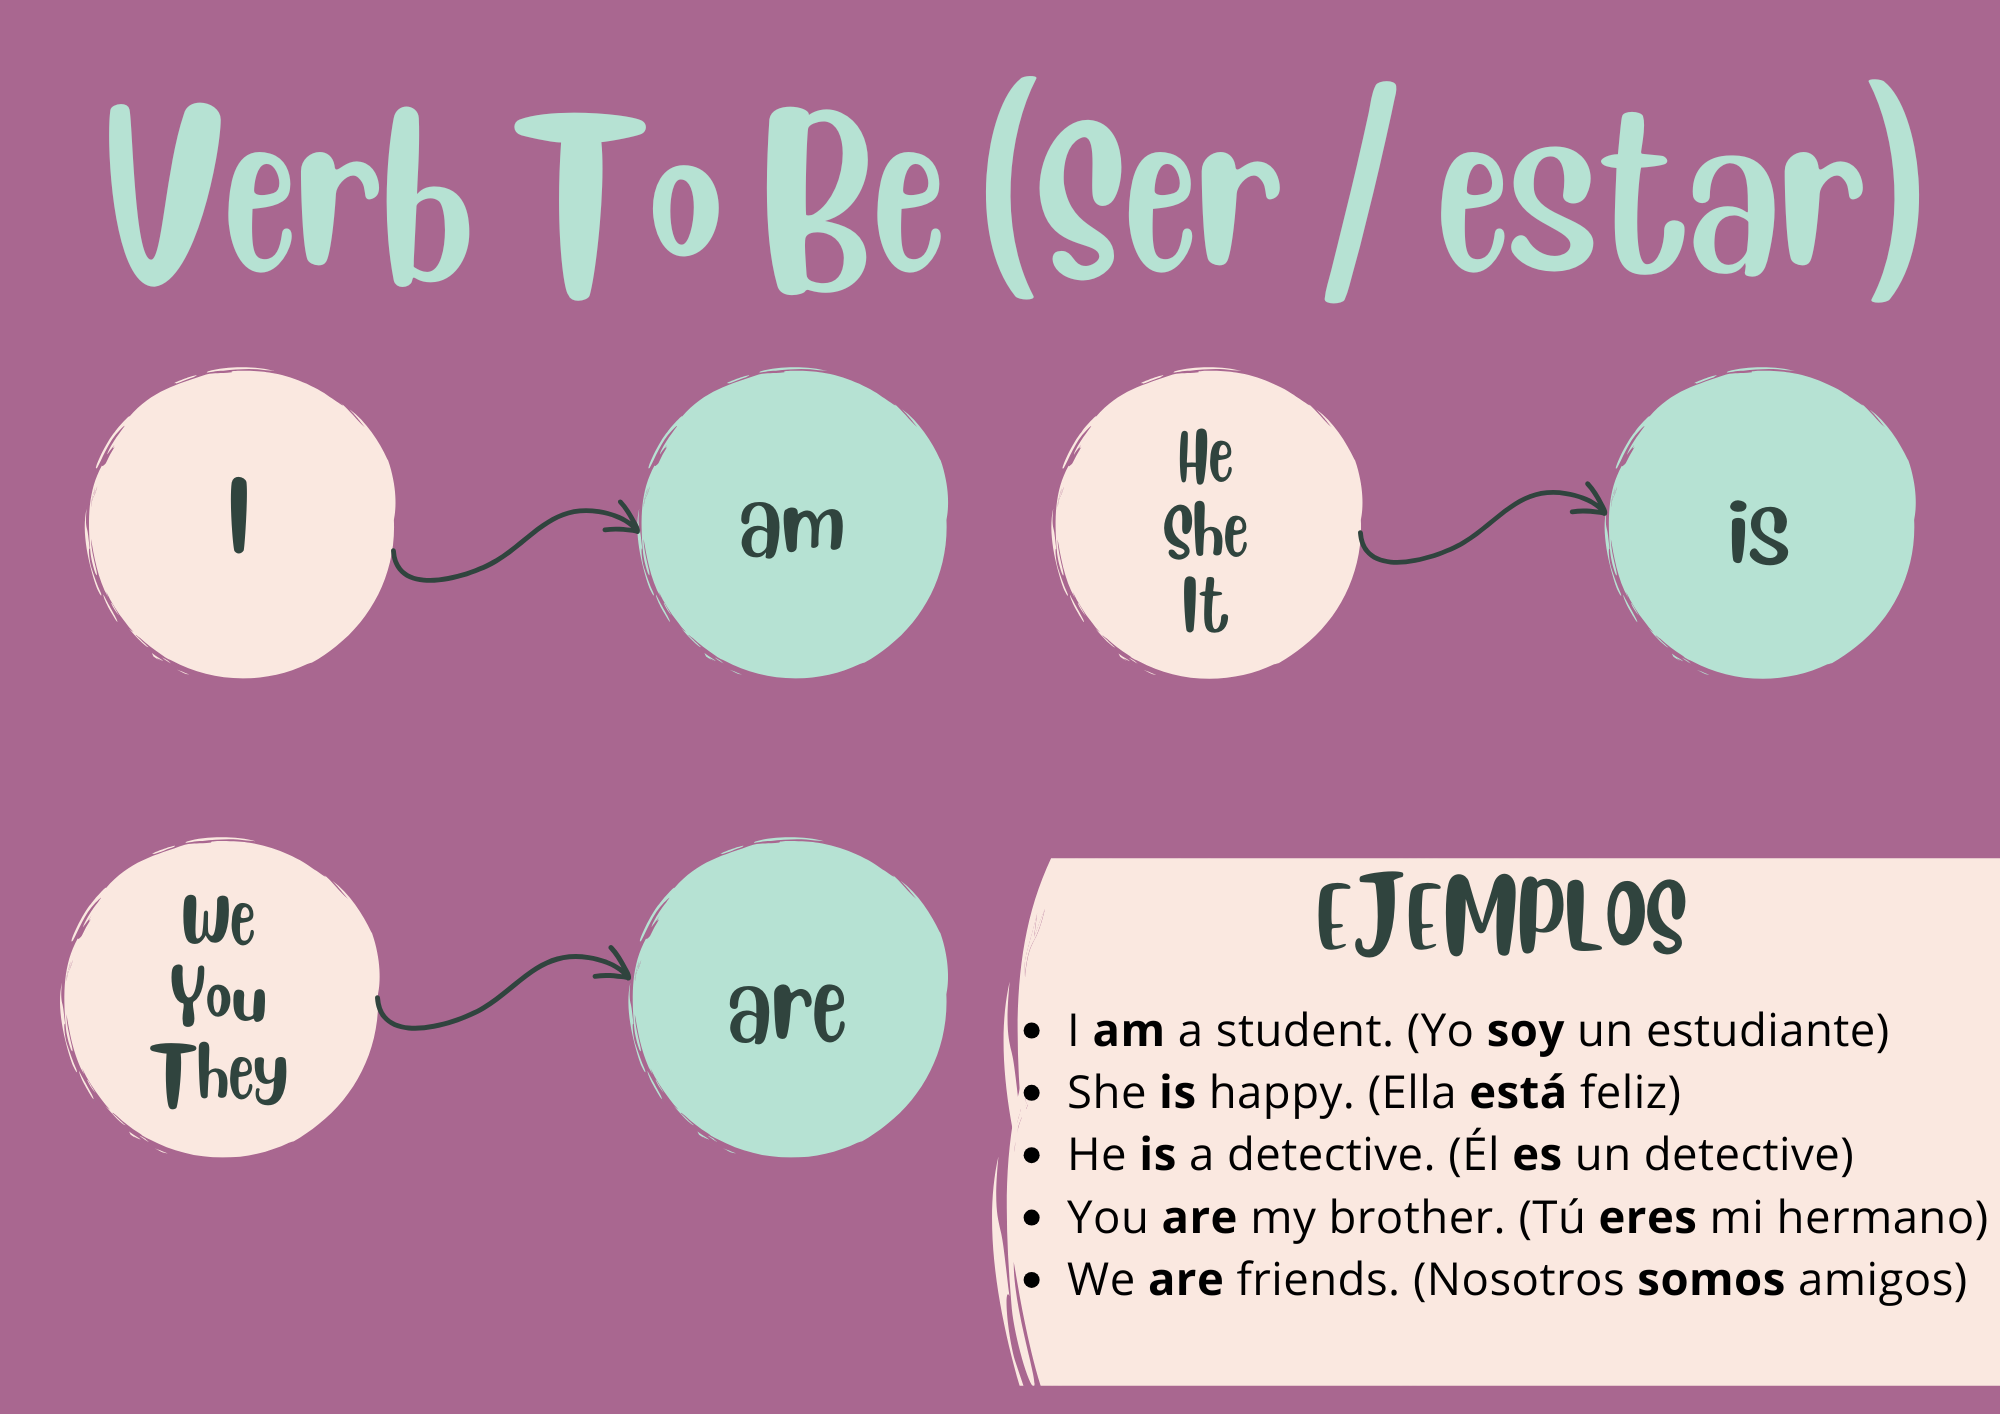 Verb To Be (ser / estar)
I
am
He
She
It
is
We
You
They
are
EJEMPLOS
• I am a student. (Yo soy un estudiante)
• She is happy. (Ella está feliz)
• He is a detective. (Él es un detective)
• You are my brother. (Tú eres mi hermano)
• We are friends. (Nosotros somos amigos)